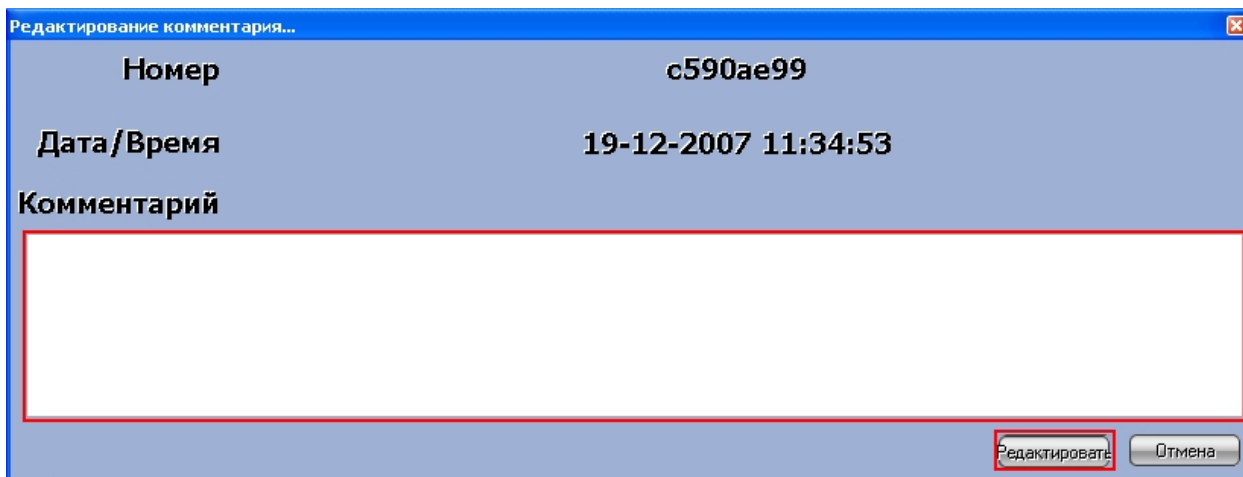 Редактирование комментария...
Номер c590ae99
Дата/Время 19-12-2007 11:34:53
Комментарий
Редактировать Отмена